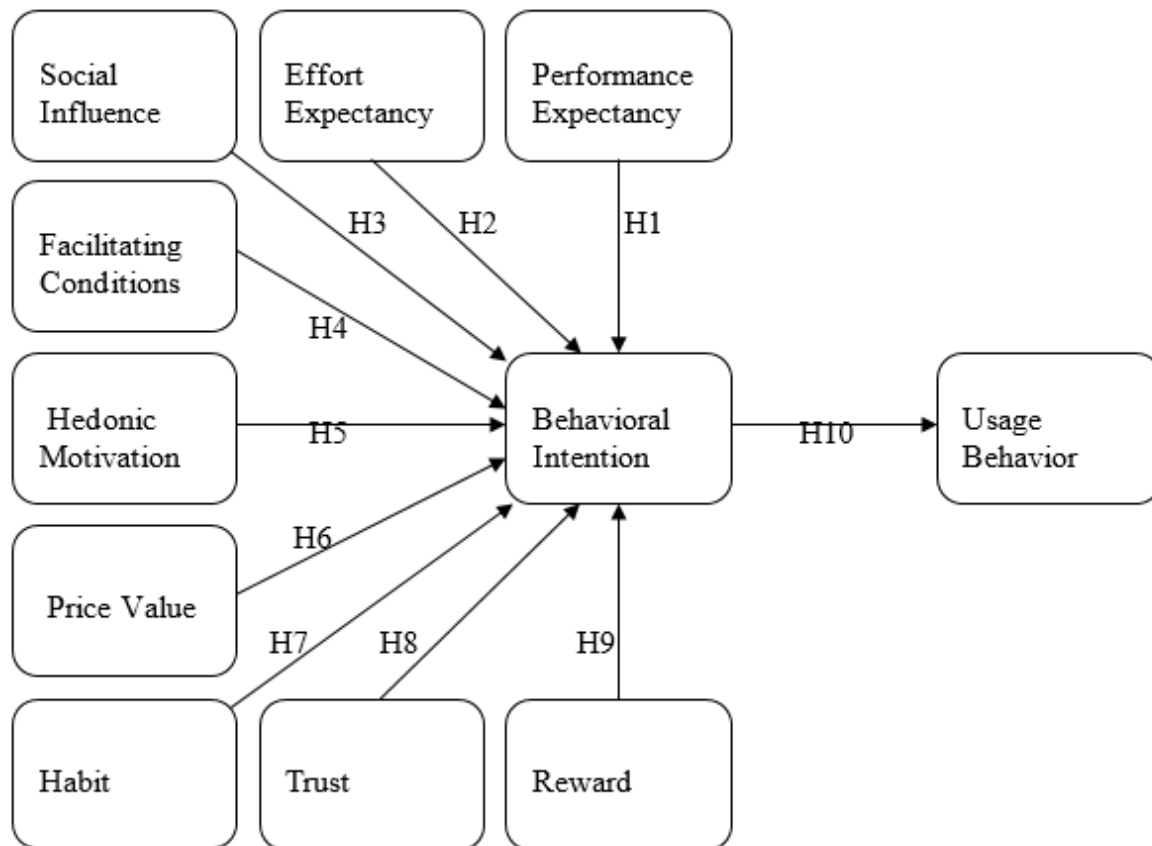 Social
Influence
Effort
Expectancy
Performance
Expectancy
H3
H2
H1
Facilitating
Conditions
H4
Hedonic
Motivation
H5
Behavioral
Intention
H10
Usage
Behavior
H6
Price Value
H7
H8
H9
Habit
Trust
Reward